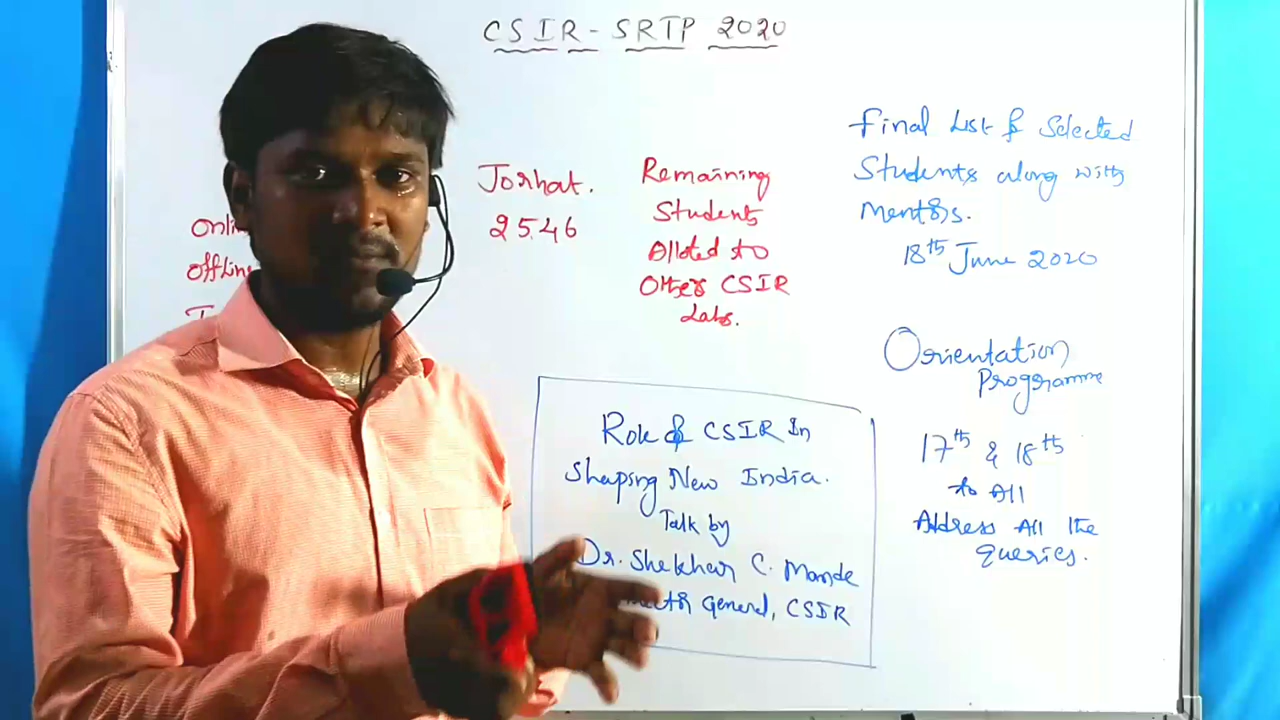 CSIR - SRTP 2020
Jorhat.
2546
Remaining
Students
Alloted to
Other CSIR
Labs.
Final List of Selected
Students along with
Mentors.
18th June 2020
Orientation
Programme
17th & 18th
to All
Address All the
queries.
Role of CSIR In
Shaping New India.
Talk by
Dr. Shekhar C. Mande
General, CSIR